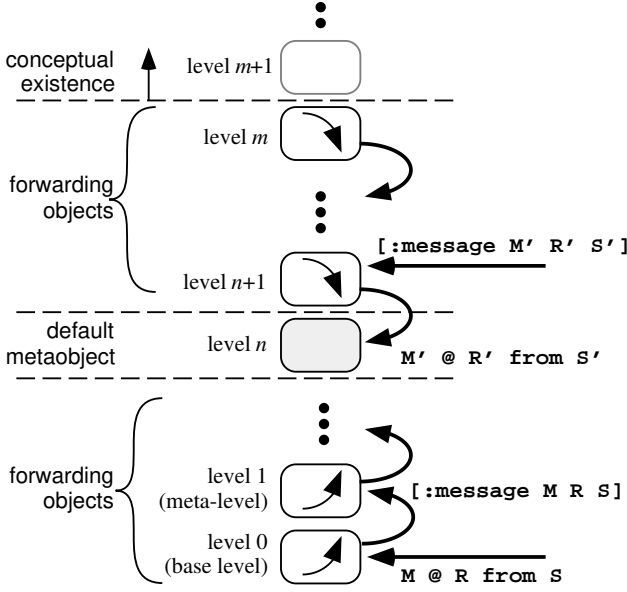 conceptual
existence
level m+1
level m
forwarding
objects
[:message M′ R′ S′]
level n+1
default
metaobject
level n
M′ @ R′ from S′
forwarding
objects
level 1
(meta-level)
[:message M R S]
level 0
(base level)
M @ R from S